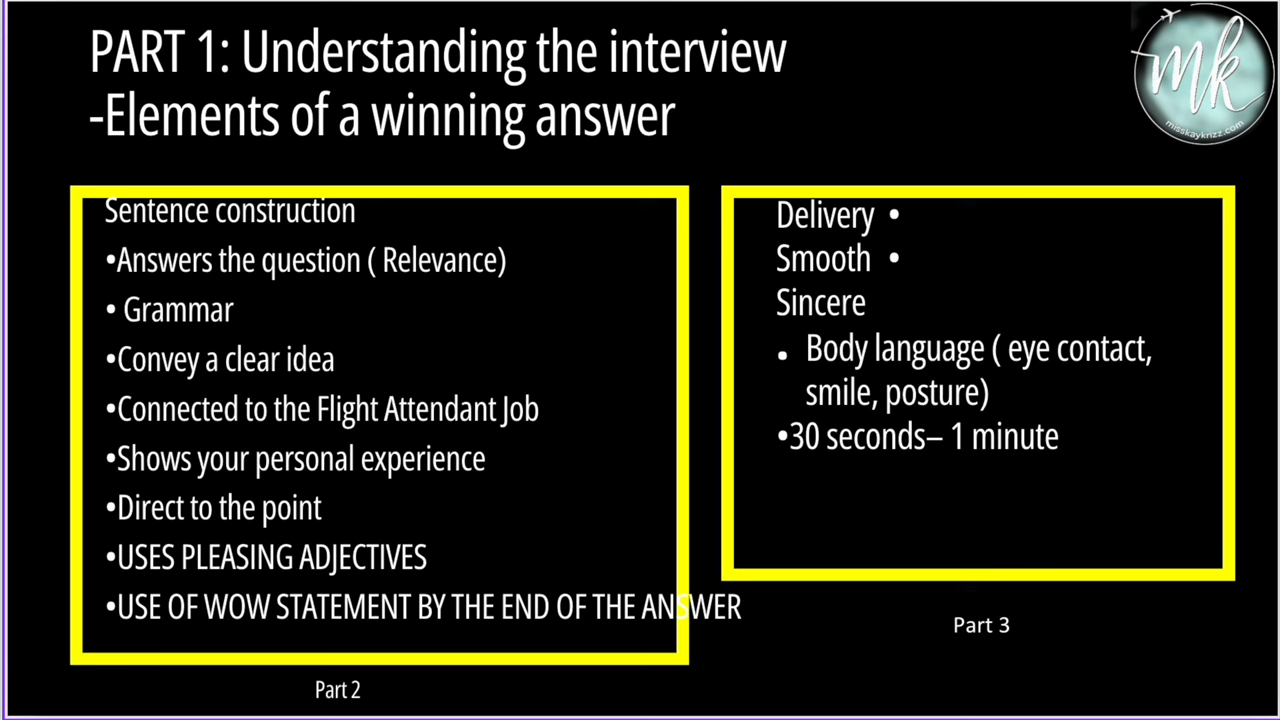 PART 1: Understanding the interview
-Elements of a winning answer
mk
misskaykrizz.com
Sentence construction
•Answers the question ( Relevance)
• Grammar
•Convey a clear idea
•Connected to the Flight Attendant Job
•Shows your personal experience
•Direct to the point
•USES PLEASING ADJECTIVES
•USE OF WOW STATEMENT BY THE END OF THE ANSWER
Part 2
Delivery •
Smooth •
Sincere
• Body language ( eye contact,
smile, posture)
•30 seconds– 1 minute
Part 3